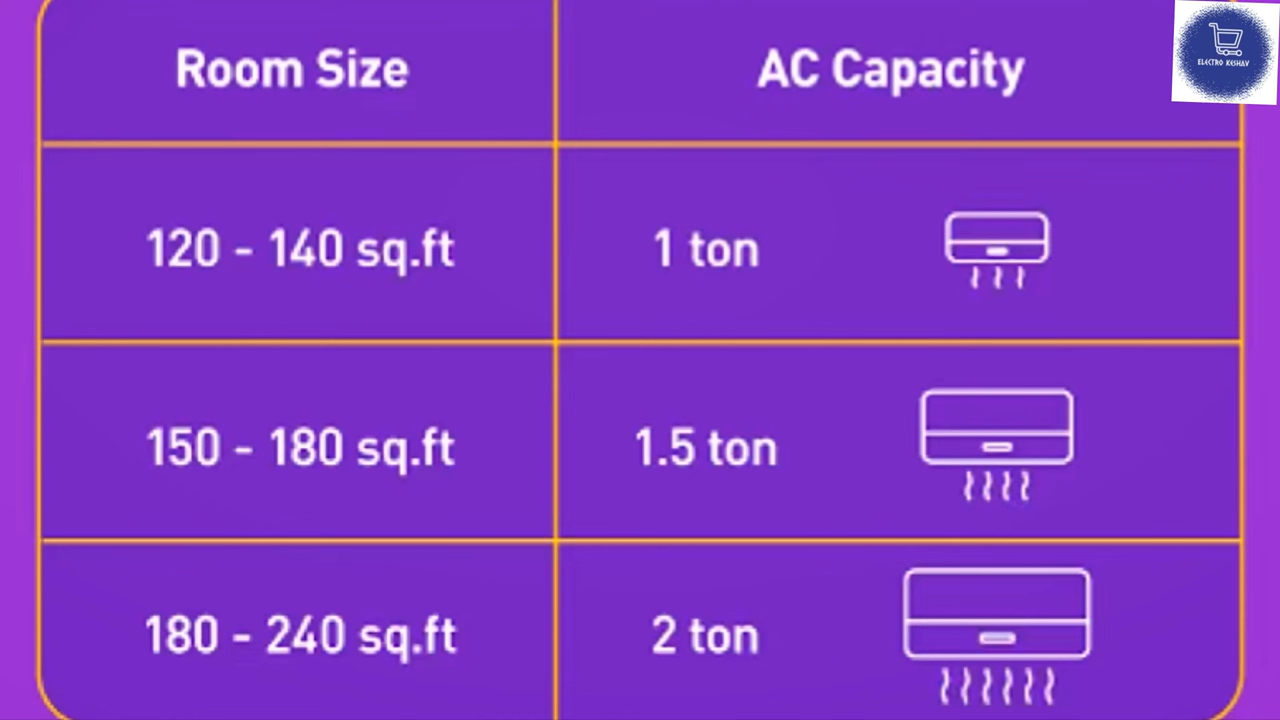 Room Size
AC Capacity
ELECTRO KESHAV
120 - 140 sq.ft
1 ton
150 - 180 sq.ft
1.5 ton
180 - 240 sq.ft
2 ton